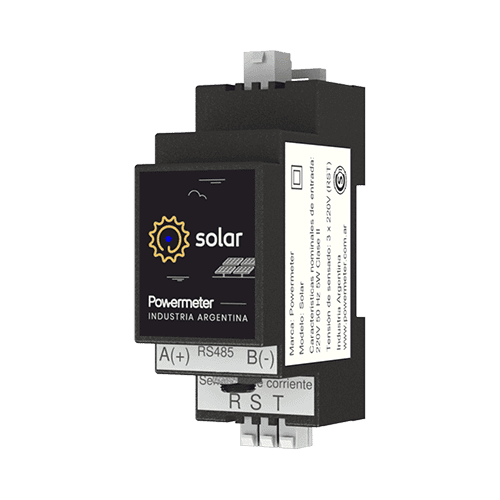 solar
Powermeter
INDUSTRIA ARGENTINA
A(+) RS485 B(-)
corriente
R S T
Marca: Powermeter
Modelo: Solar
Características nominales de entrada:
220V 50 Hz 5W Clase II
Tensión de sensado: 3 x 220V (RST)
Industria Argentina
www.powermeter.com.ar